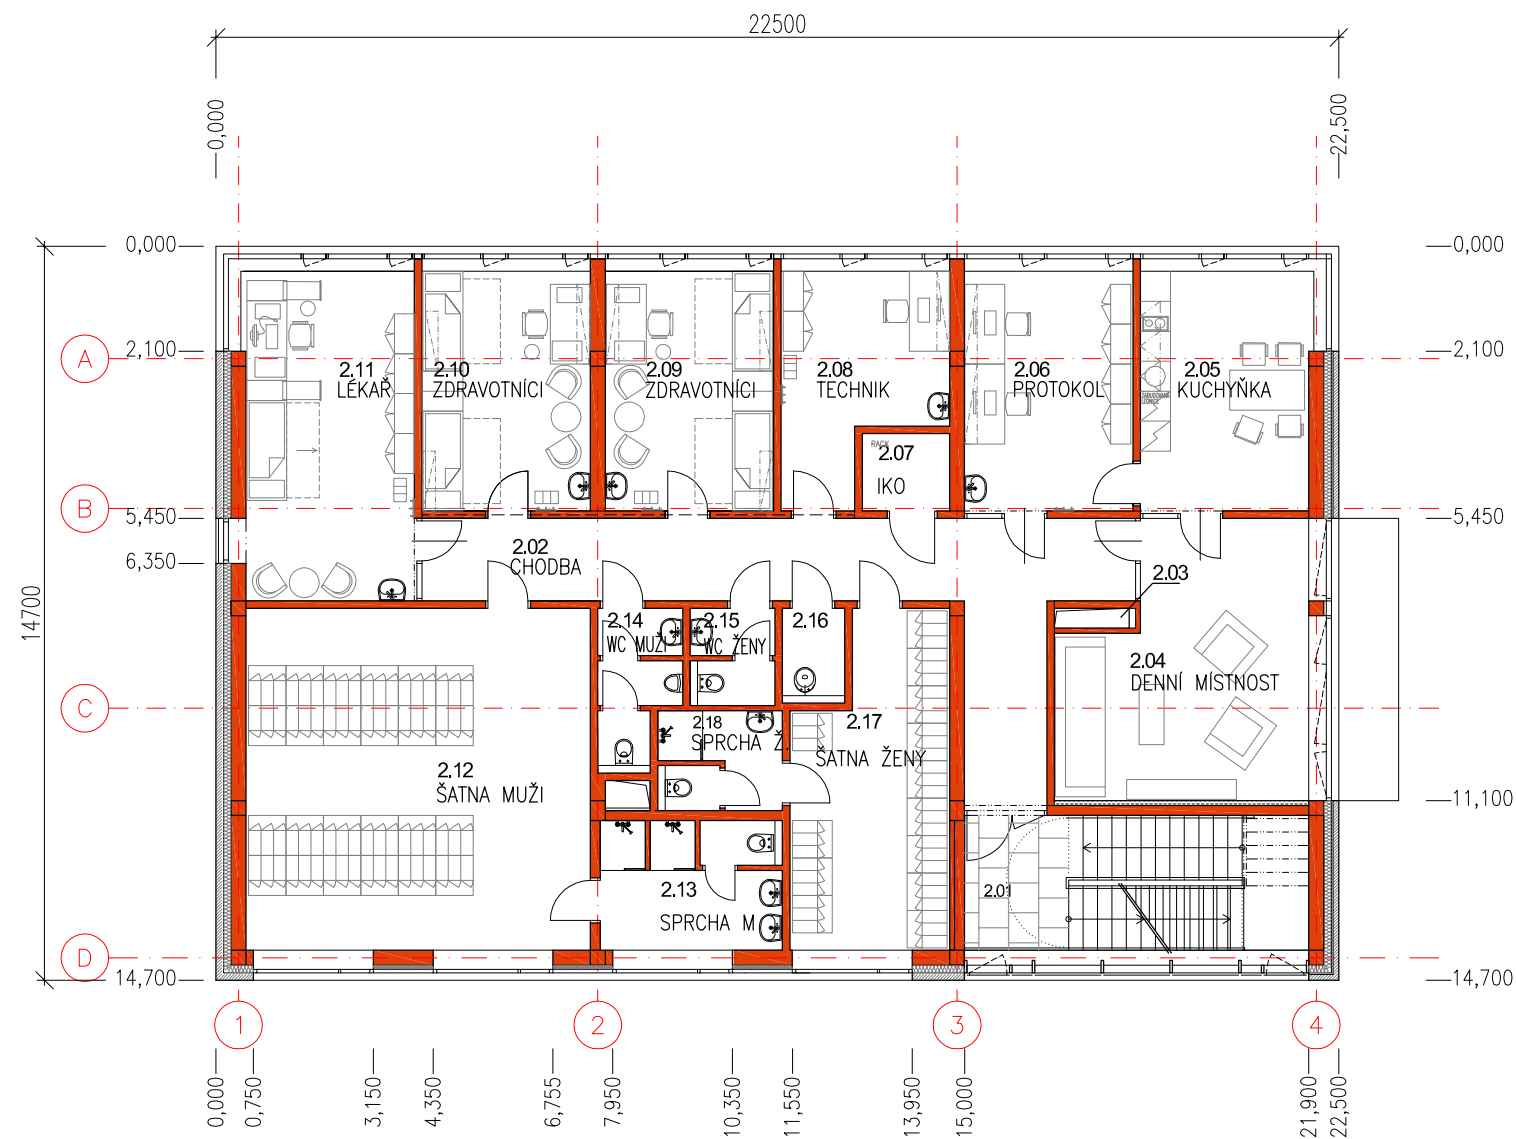 22500
0,000
22,500
14700
0,000
0,000
A
2,100
2,100
2.11
LÉKAŘ
2.10
ZDRAVOTNÍCI
2.09
ZDRAVOTNÍCI
2.08
TECHNIK
2.06
PROTOKOL
2.05
KUCHYŇKA
RACK
2.07
IKO
B
5,450
5,450
6,350
2.02
CHODBA
2.03
2.14
WC MUŽI
2.15
WC ŽENY
2.16
2.04
DENNÍ MÍSTNOST
C
2.18
SPRCHA Ž.
2.17
ŠATNA ŽENY
2.12
ŠATNA MUŽI
11,100
2.13
SPRCHA M
2.01
D
14,700
14,700
1
2
3
4
0,000
0,750
3,150
4,350
6,755
7,950
10,350
11,550
13,950
15,000
21,900
22,500